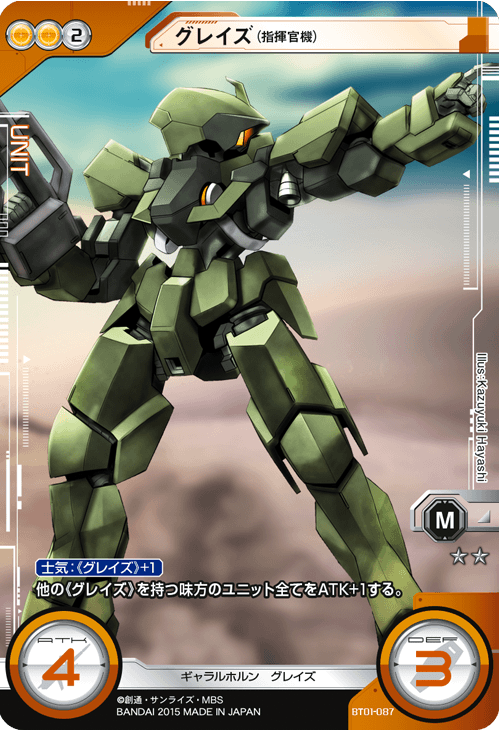 2
グレイズ(指揮官機)
UNIT
Illus:Kazuyuki Hayashi
M
士気:《グレイズ》+1
他の《グレイズ》を持つ味方のユニット全てをATK+1する。
ATK
4
DEF
3
ギャラルホルン グレイズ
©創通・サンライズ・MBS
BANDAI 2015 MADE IN JAPAN
BT01-087